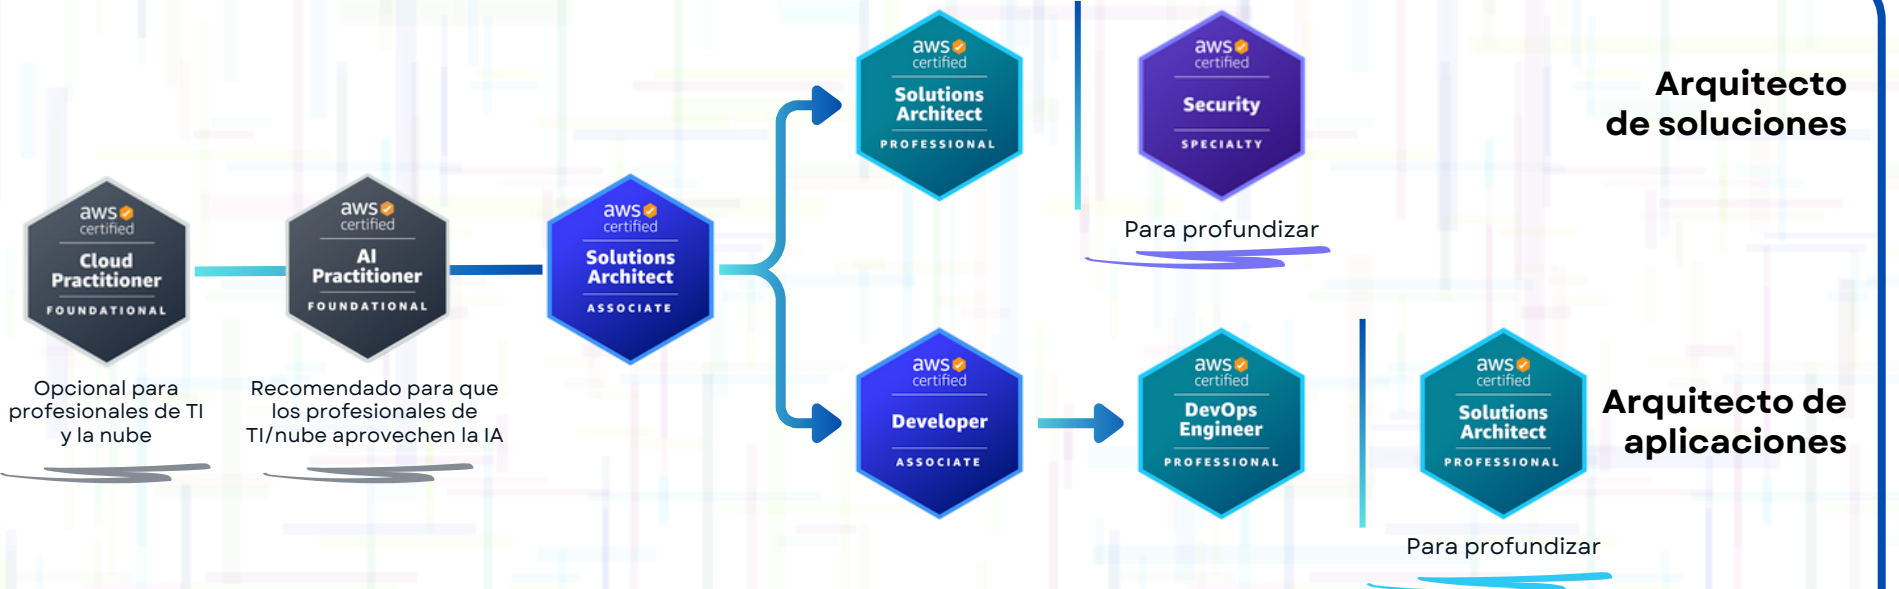 aws
certified
Cloud
Practitioner
FOUNDATIONAL
Opcional para
profesionales de TI
y la nube
aws
certified
AI
Practitioner
FOUNDATIONAL
Recomendado para que
los profesionales de
TI/nube aprovechen la IA
aws
certified
Solutions
Architect
ASSOCIATE
aws
certified
Solutions
Architect
PROFESSIONAL
aws
certified
Security
SPECIALTY
Para profundizar
Arquitecto
de soluciones
aws
certified
Developer
ASSOCIATE
aws
certified
DevOps
Engineer
PROFESSIONAL
aws
certified
Solutions
Architect
PROFESSIONAL
Para profundizar
Arquitecto de
aplicaciones